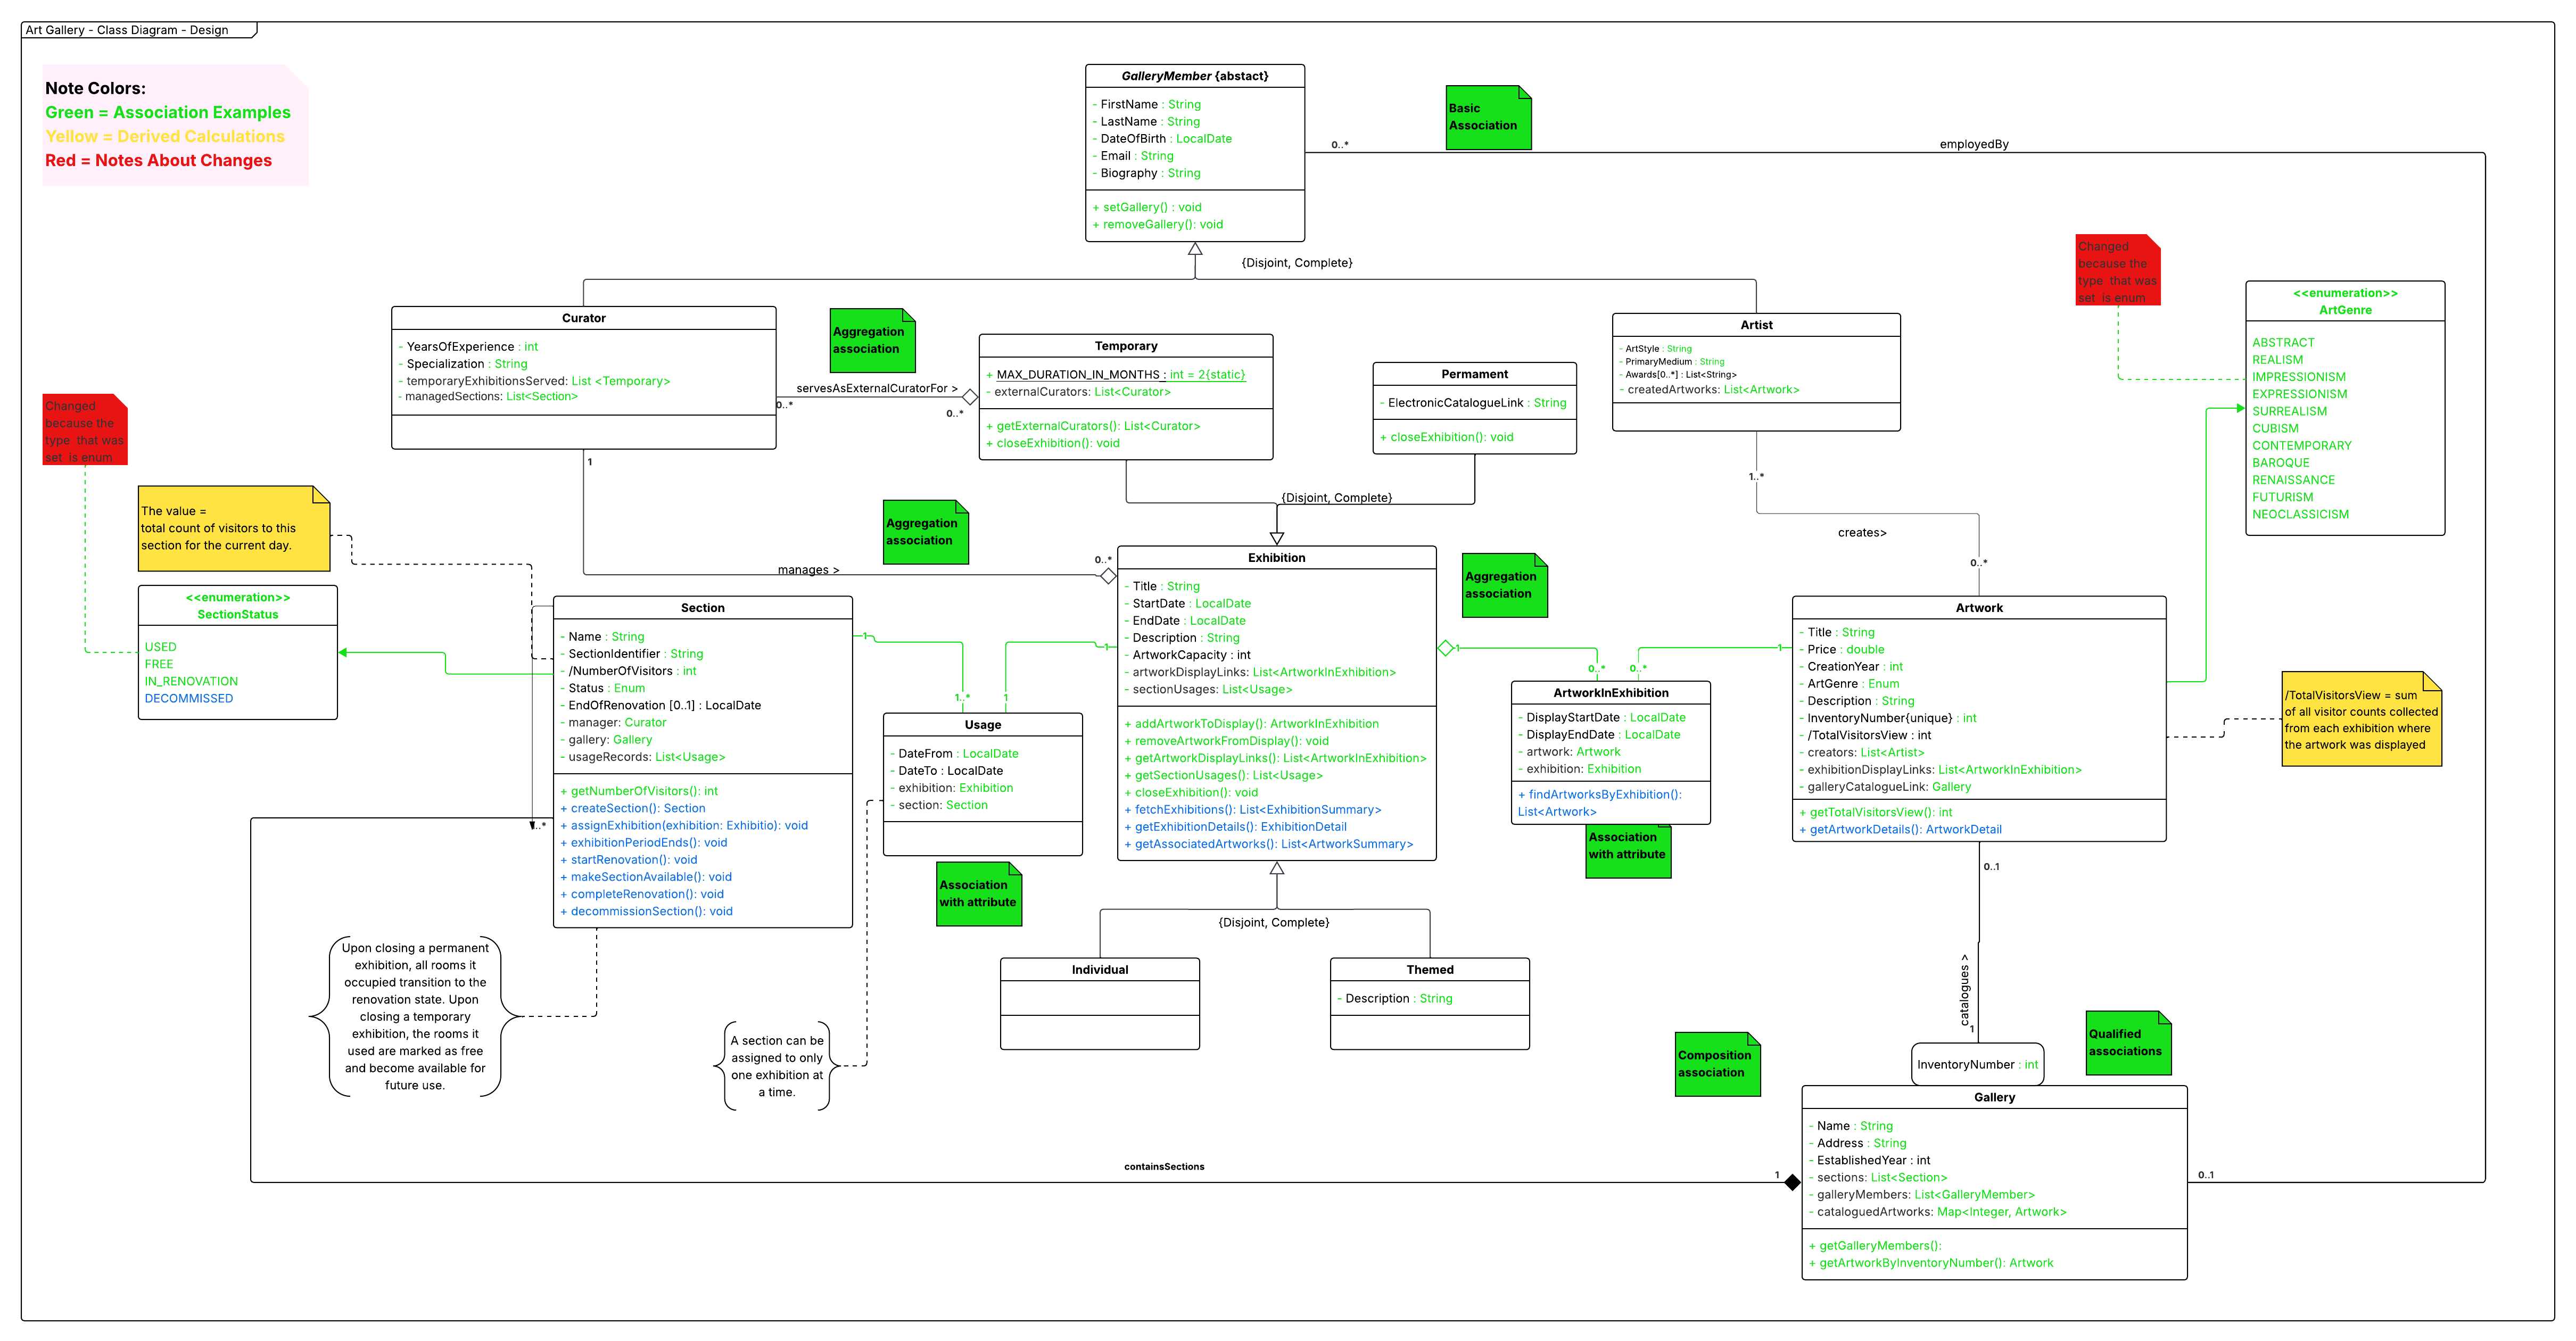 Art Gallery - Class Diagram - Design
Note Colors:
Green = Association Examples
Yellow = Derived Calculations
Red = Notes About Changes
GalleryMember {abstact}
- FirstName : String
- LastName : String
- DateOfBirth : LocalDate
- Email : String
- Biography : String
+ setGallery() : void
+ removeGallery(): void
Basic
Association
0..*
employedBy
{Disjoint, Complete}
Changed
because the
type that was
set is enum
<<enumeration>>
ArtGenre
ABSTRACT
REALISM
IMPRESSIONISM
EXPRESSIONISM
SURREALISM
CUBISM
CONTEMPORARY
BAROQUE
RENAISSANCE
FUTURISM
NEOCLASSICISM
Curator
- YearsOfExperience : int
- Specialization : String
- temporaryExhibitionsServed: List <Temporary>
- managedSections: List<Section>
Aggregation
association
servesAsExternalCuratorFor >
0..*
0..*
Temporary
+ MAX_DURATION_IN_MONTHS : int = 2{static}
- externalCurators: List<Curator>
+ getExternalCurators(): List<Curator>
+ closeExhibition(): void
Permament
- ElectronicCatalogueLink : String
+ closeExhibition(): void
Artist
- ArtStyle : String
- PrimaryMedium : String
- Awards[0..*] : List<String>
- createdArtworks: List<Artwork>
Changed
because the
type that was
set is enum
1
1..*
{Disjoint, Complete}
The value =
total count of visitors to this
section for the current day.
Aggregation
association
creates>
0..*
manages >
0..*
<<enumeration>>
SectionStatus
USED
FREE
IN_RENOVATION
DECOMMISSED
Section
- Name : String
- SectionIdentifier : String
- /NumberOfVisitors : int
- Status : Enum
- EndOfRenovation [0..1] : LocalDate
- manager: Curator
- gallery: Gallery
- usageRecords: List<Usage>
+ getNumberOfVisitors(): int
+ createSection(): Section
+ assignExhibition(exhibition: Exhibitio): void
+ exhibitionPeriodEnds(): void
+ startRenovation(): void
+ makeSectionAvailable(): void
+ completeRenovation(): void
+ decommissionSection(): void
1
1..*
1
1
Usage
- DateFrom : LocalDate
- DateTo : LocalDate
- exhibition: Exhibition
- section: Section
Association
with attribute
Exhibition
- Title : String
- StartDate : LocalDate
- EndDate : LocalDate
- Description : String
- ArtworkCapacity : int
- artworkDisplayLinks: List<ArtworkInExhibition>
- sectionUsages: List<Usage>
+ addArtworkToDisplay(): ArtworkInExhibition
+ removeArtworkFromDisplay(): void
+ getArtworkDisplayLinks(): List<ArtworkInExhibition>
+ getSectionUsages(): List<Usage>
+ closeExhibition(): void
+ fetchExhibitions(): List<ExhibitionSummary>
+ getExhibitionDetails(): ExhibitionDetail
+ getAssociatedArtworks(): List<ArtworkSummary>
Aggregation
association
1
0..*
0..*
1
ArtworkInExhibition
- DisplayStartDate : LocalDate
- DisplayEndDate : LocalDate
- artwork: Artwork
- exhibition: Exhibition
+ findArtworksByExhibition():
List<Artwork>
Association
with attribute
Artwork
- Title : String
- Price : double
- CreationYear : int
- ArtGenre : Enum
- Description : String
- InventoryNumber{unique} : int
- /TotalVisitorsView : int
- creators: List<Artist>
- exhibitionDisplayLinks: List<ArtworkInExhibition>
- galleryCatalogueLink: Gallery
+ getTotalVisitorsView(): int
+ getArtworkDetails(): ArtworkDetail
/TotalVisitorsView = sum
of all visitor counts collected
from each exhibition where
the artwork was displayed
..*
0..1
{Disjoint, Complete}
Individual
Themed
- Description : String
Upon closing a permanent
exhibition, all rooms it
occupied transition to the
renovation state. Upon
closing a temporary
exhibition, the rooms it
used are marked as free
and become available for
future use.
A section can be
assigned to only
one exhibition at
a time.
catalogues >
1
InventoryNumber : int
Composition
association
Qualified
associations
Gallery
- Name : String
- Address : String
- EstablishedYear : int
- sections: List<Section>
- galleryMembers: List<GalleryMember>
- cataloguedArtworks: Map<Integer, Artwork>
+ getGalleryMembers():
+ getArtworkByInventoryNumber(): Artwork
containsSections
1
0..1